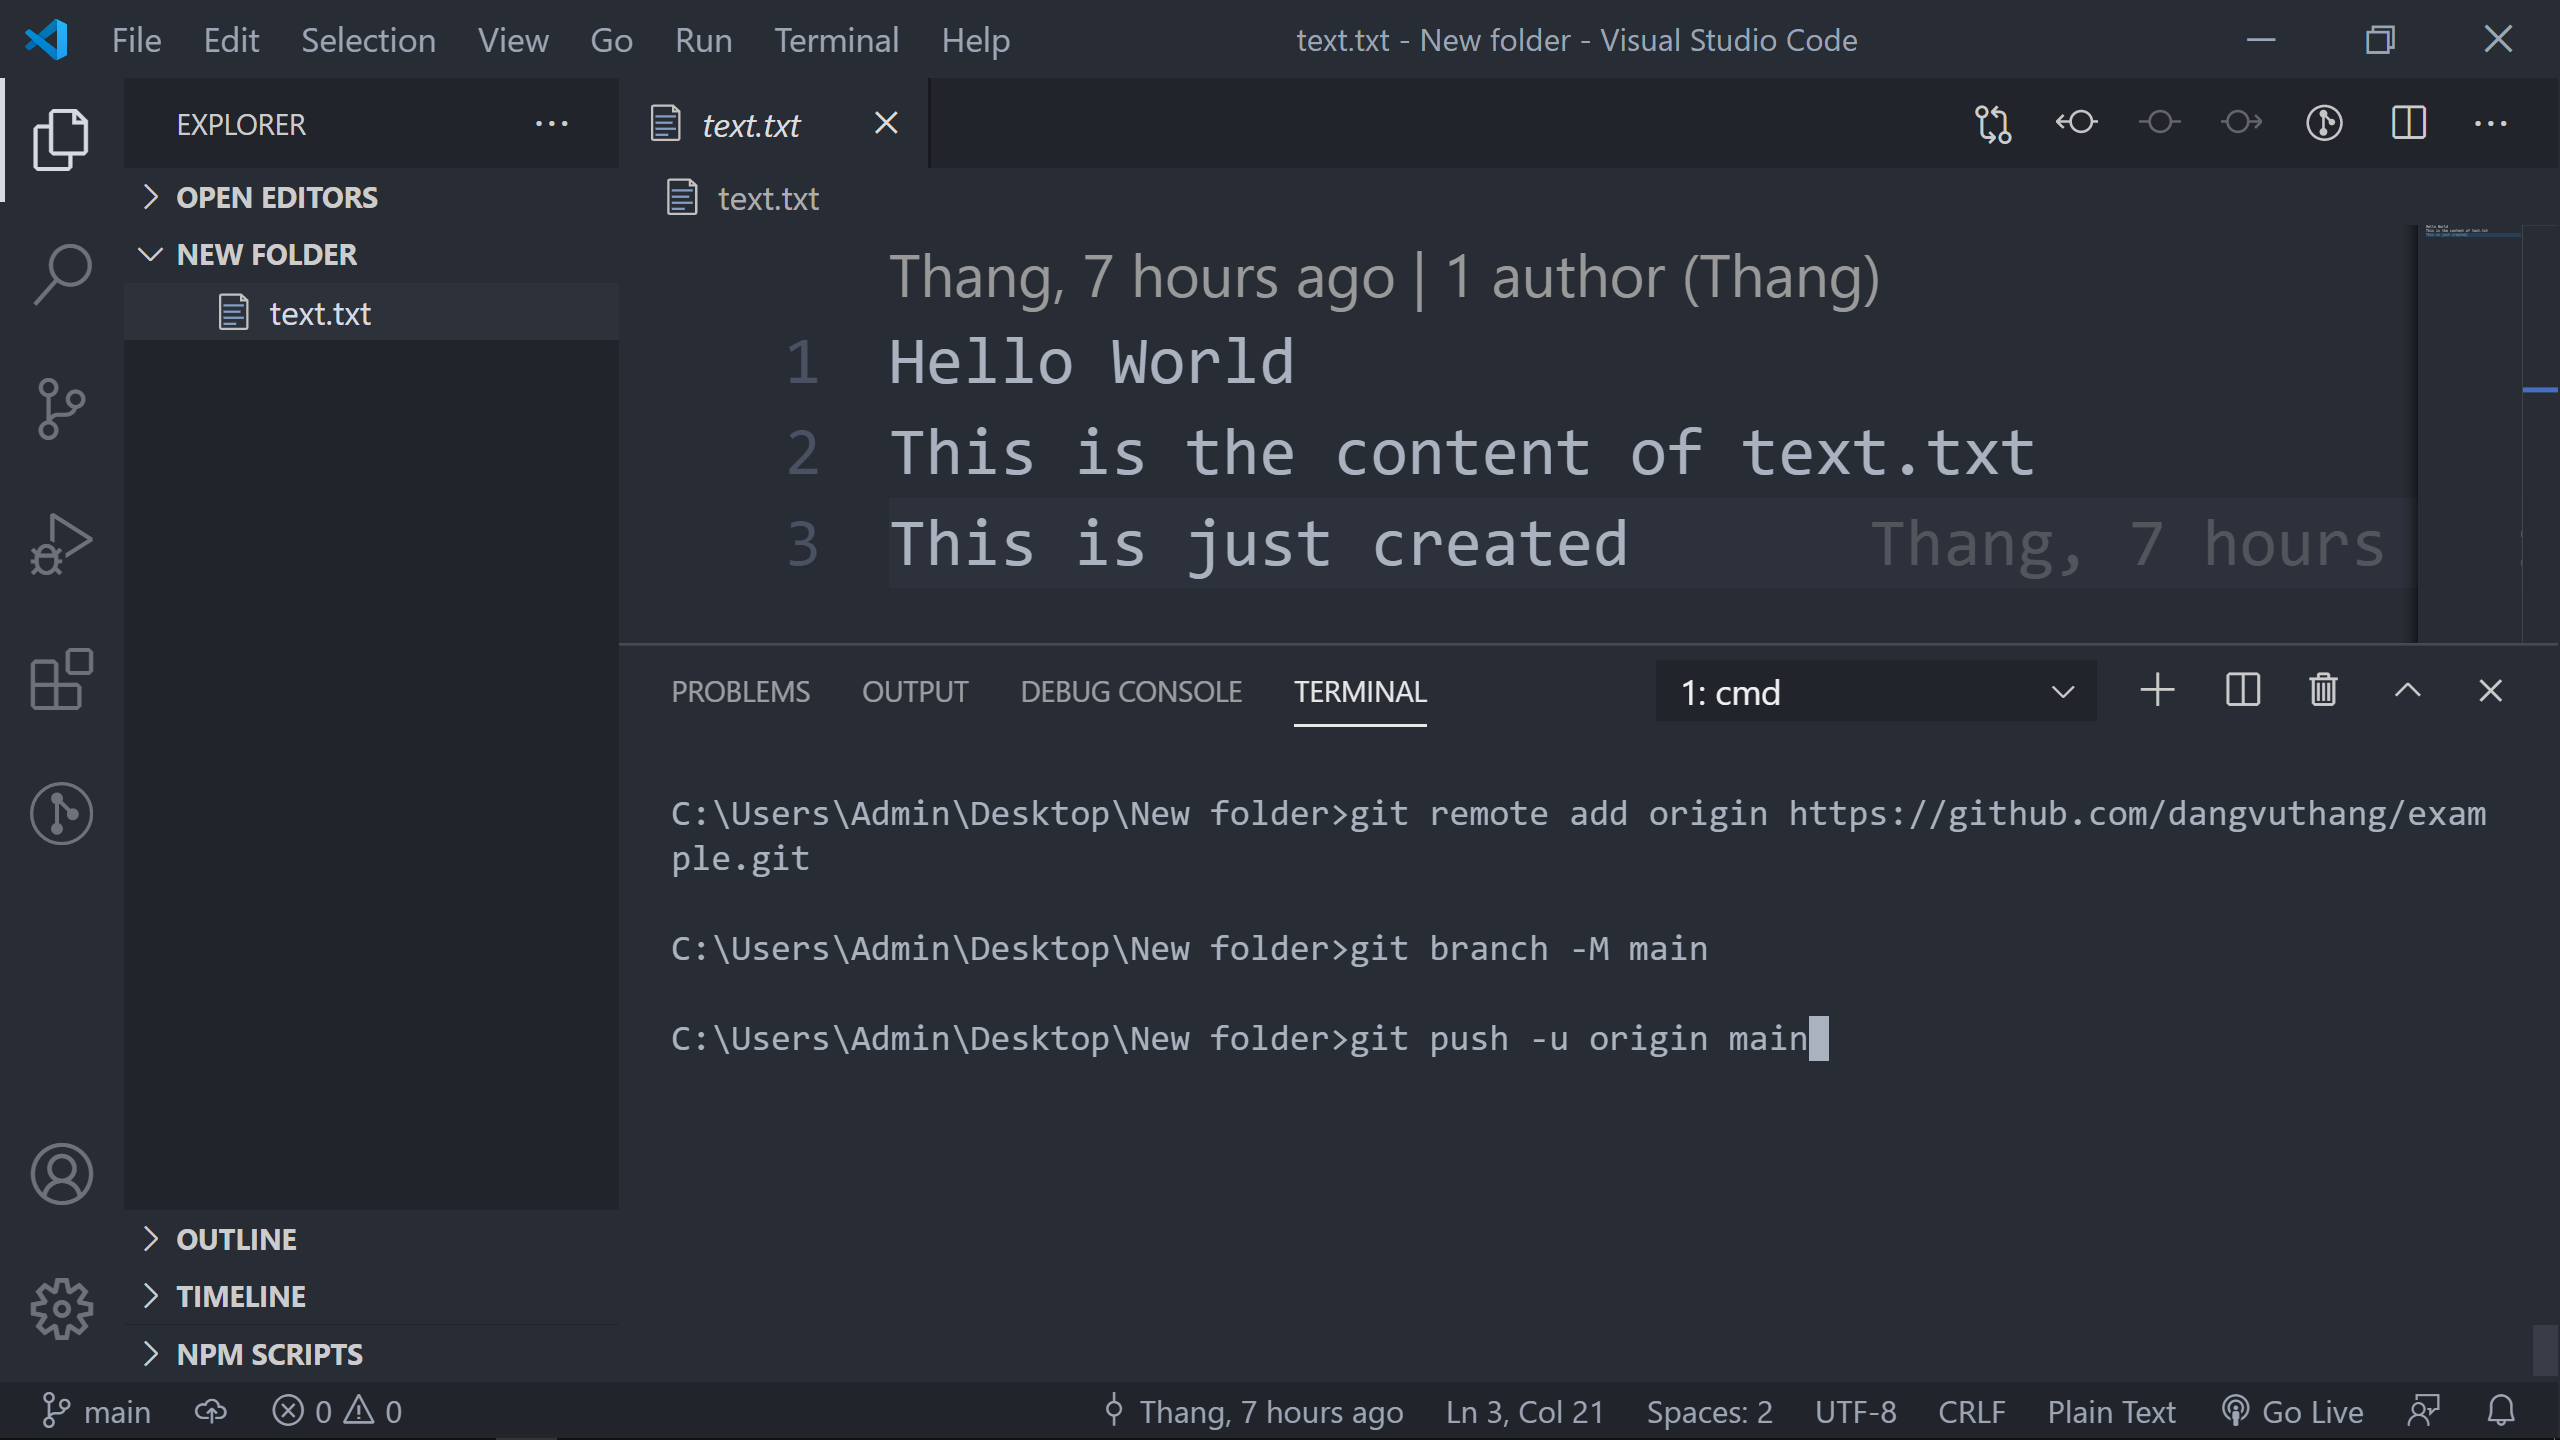 File Edit Selection View Go Run Terminal Help text.txt - New folder - Visual Studio Code
EXPLORER
OPEN EDITORS
NEW FOLDER
text.txt
OUTLINE
TIMELINE
NPM SCRIPTS
text.txt
text.txt
Thang, 7 hours ago | 1 author (Thang)
1 Hello World
2 This is the content of text.txt
3 This is just created Thang, 7 hours
PROBLEMS OUTPUT DEBUG CONSOLE TERMINAL 1: cmd
C:\Users\Admin\Desktop\New folder>git remote add origin https://github.com/dangvuthang/exam
ple.git
C:\Users\Admin\Desktop\New folder>git branch -M main
C:\Users\Admin\Desktop\New folder>git push -u origin main
main 0 0 Thang, 7 hours ago Ln 3, Col 21 Spaces: 2 UTF-8 CRLF Plain Text Go Live